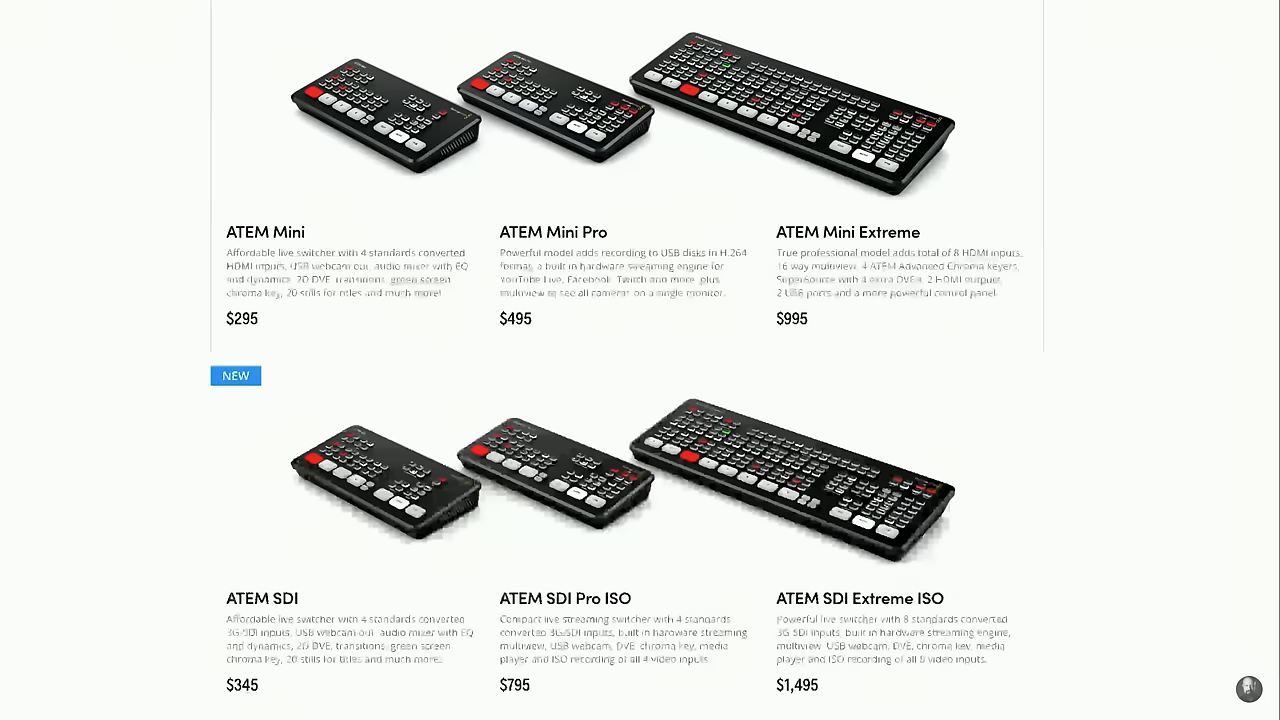 ATEM Mini
Affordable live switcher with 4 standards converted
HDMI inputs, USB webcam out, audio mixer with EQ
and dynamics, 2D DVE, transitions, green screen
chroma key, 20 stills for titles and much more!
$295
ATEM Mini Pro
Powerful model adds recording to USB disks in H.264
format, a built in hardware streaming engine for
YouTube Live, Facebook, Twitch and more, plus
multiview to see all cameras on a single monitor.
$495
ATEM Mini Extreme
True professional model adds total of 8 HDMI inputs,
16 way multiview, 4 ATEM Advanced Chroma keyers,
SuperSource with 4 extra DVEs, 2 HDMI outputs,
2 USB ports and a more powerful control panel.
$995
NEW
ATEM SDI
Affordable live switcher with 4 standards converted
3G-SDI inputs, USB webcam out, audio mixer with EQ
and dynamics, 2D DVE, transitions, green screen
chroma key, 20 stills for titles and much more.
$345
ATEM SDI Pro ISO
Compact live streaming switcher with 4 standards
converted 3G-SDI inputs, built in hardware streaming
multiview, USB webcam, DVE, chroma key, media
player and ISO recording of all 4 video inputs.
$795
ATEM SDI Extreme ISO
Powerful live switcher with 8 standards converted
3G-SDI inputs, built in hardware streaming engine,
multiview, USB webcam, DVE, chroma key, media
player and ISO recording of all 8 video inputs.
$1,495